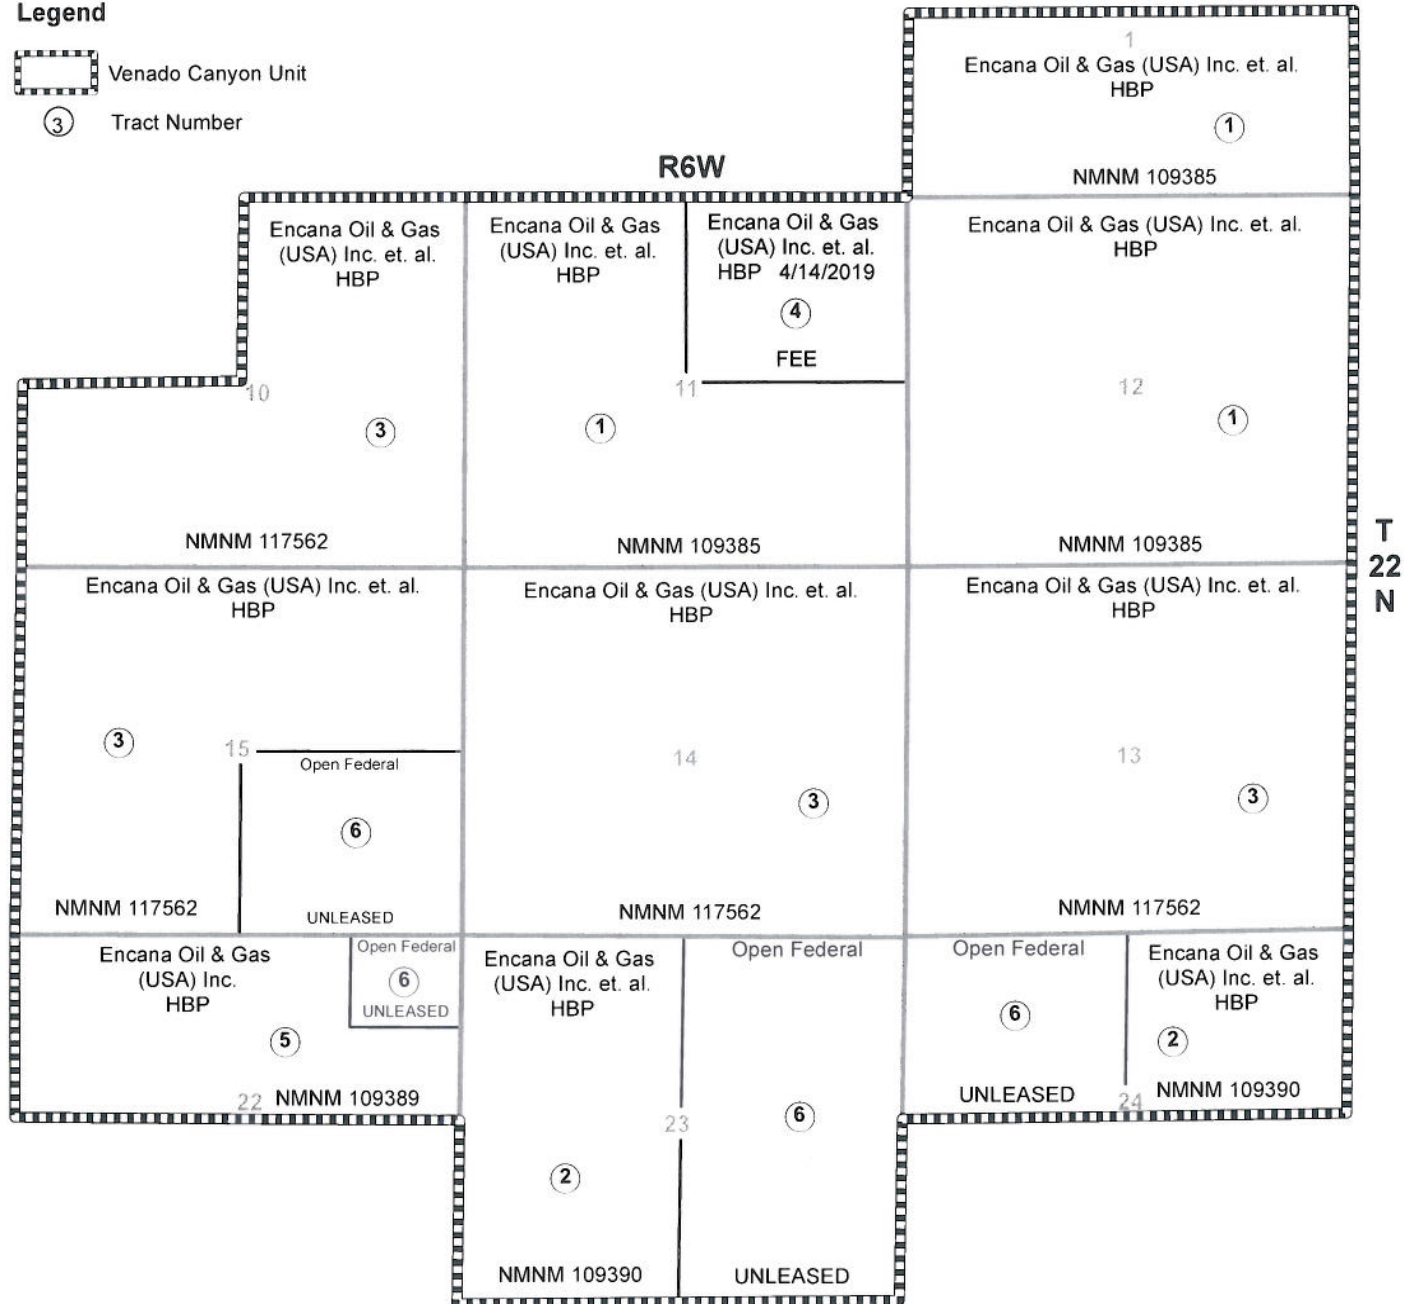 Legend
Venado Canyon Unit
3 Tract Number
R6W
1
Encana Oil & Gas (USA) Inc. et. al.
HBP
1
NMNM 109385
Encana Oil & Gas
(USA) Inc. et. al.
HBP
10
3
NMNM 117562
Encana Oil & Gas
(USA) Inc. et. al.
HBP
11
1
NMNM 109385
Encana Oil & Gas
(USA) Inc. et. al.
HBP 4/14/2019
4
FEE
Encana Oil & Gas (USA) Inc. et. al.
HBP
12
1
NMNM 109385
T
22
N
Encana Oil & Gas (USA) Inc. et. al.
HBP
3
15
NMNM 117562
Open Federal
6
UNLEASED
Encana Oil & Gas (USA) Inc. et. al.
HBP
14
3
NMNM 117562
Encana Oil & Gas (USA) Inc. et. al.
HBP
13
3
NMNM 117562
Encana Oil & Gas
(USA) Inc.
HBP
5
22 NMNM 109389
Open Federal
6
UNLEASED
Encana Oil & Gas
(USA) Inc. et. al.
HBP
23
2
NMNM 109390
Open Federal
6
UNLEASED
Open Federal
6
UNLEASED
24
Encana Oil & Gas
(USA) Inc. et. al.
HBP
2
NMNM 109390